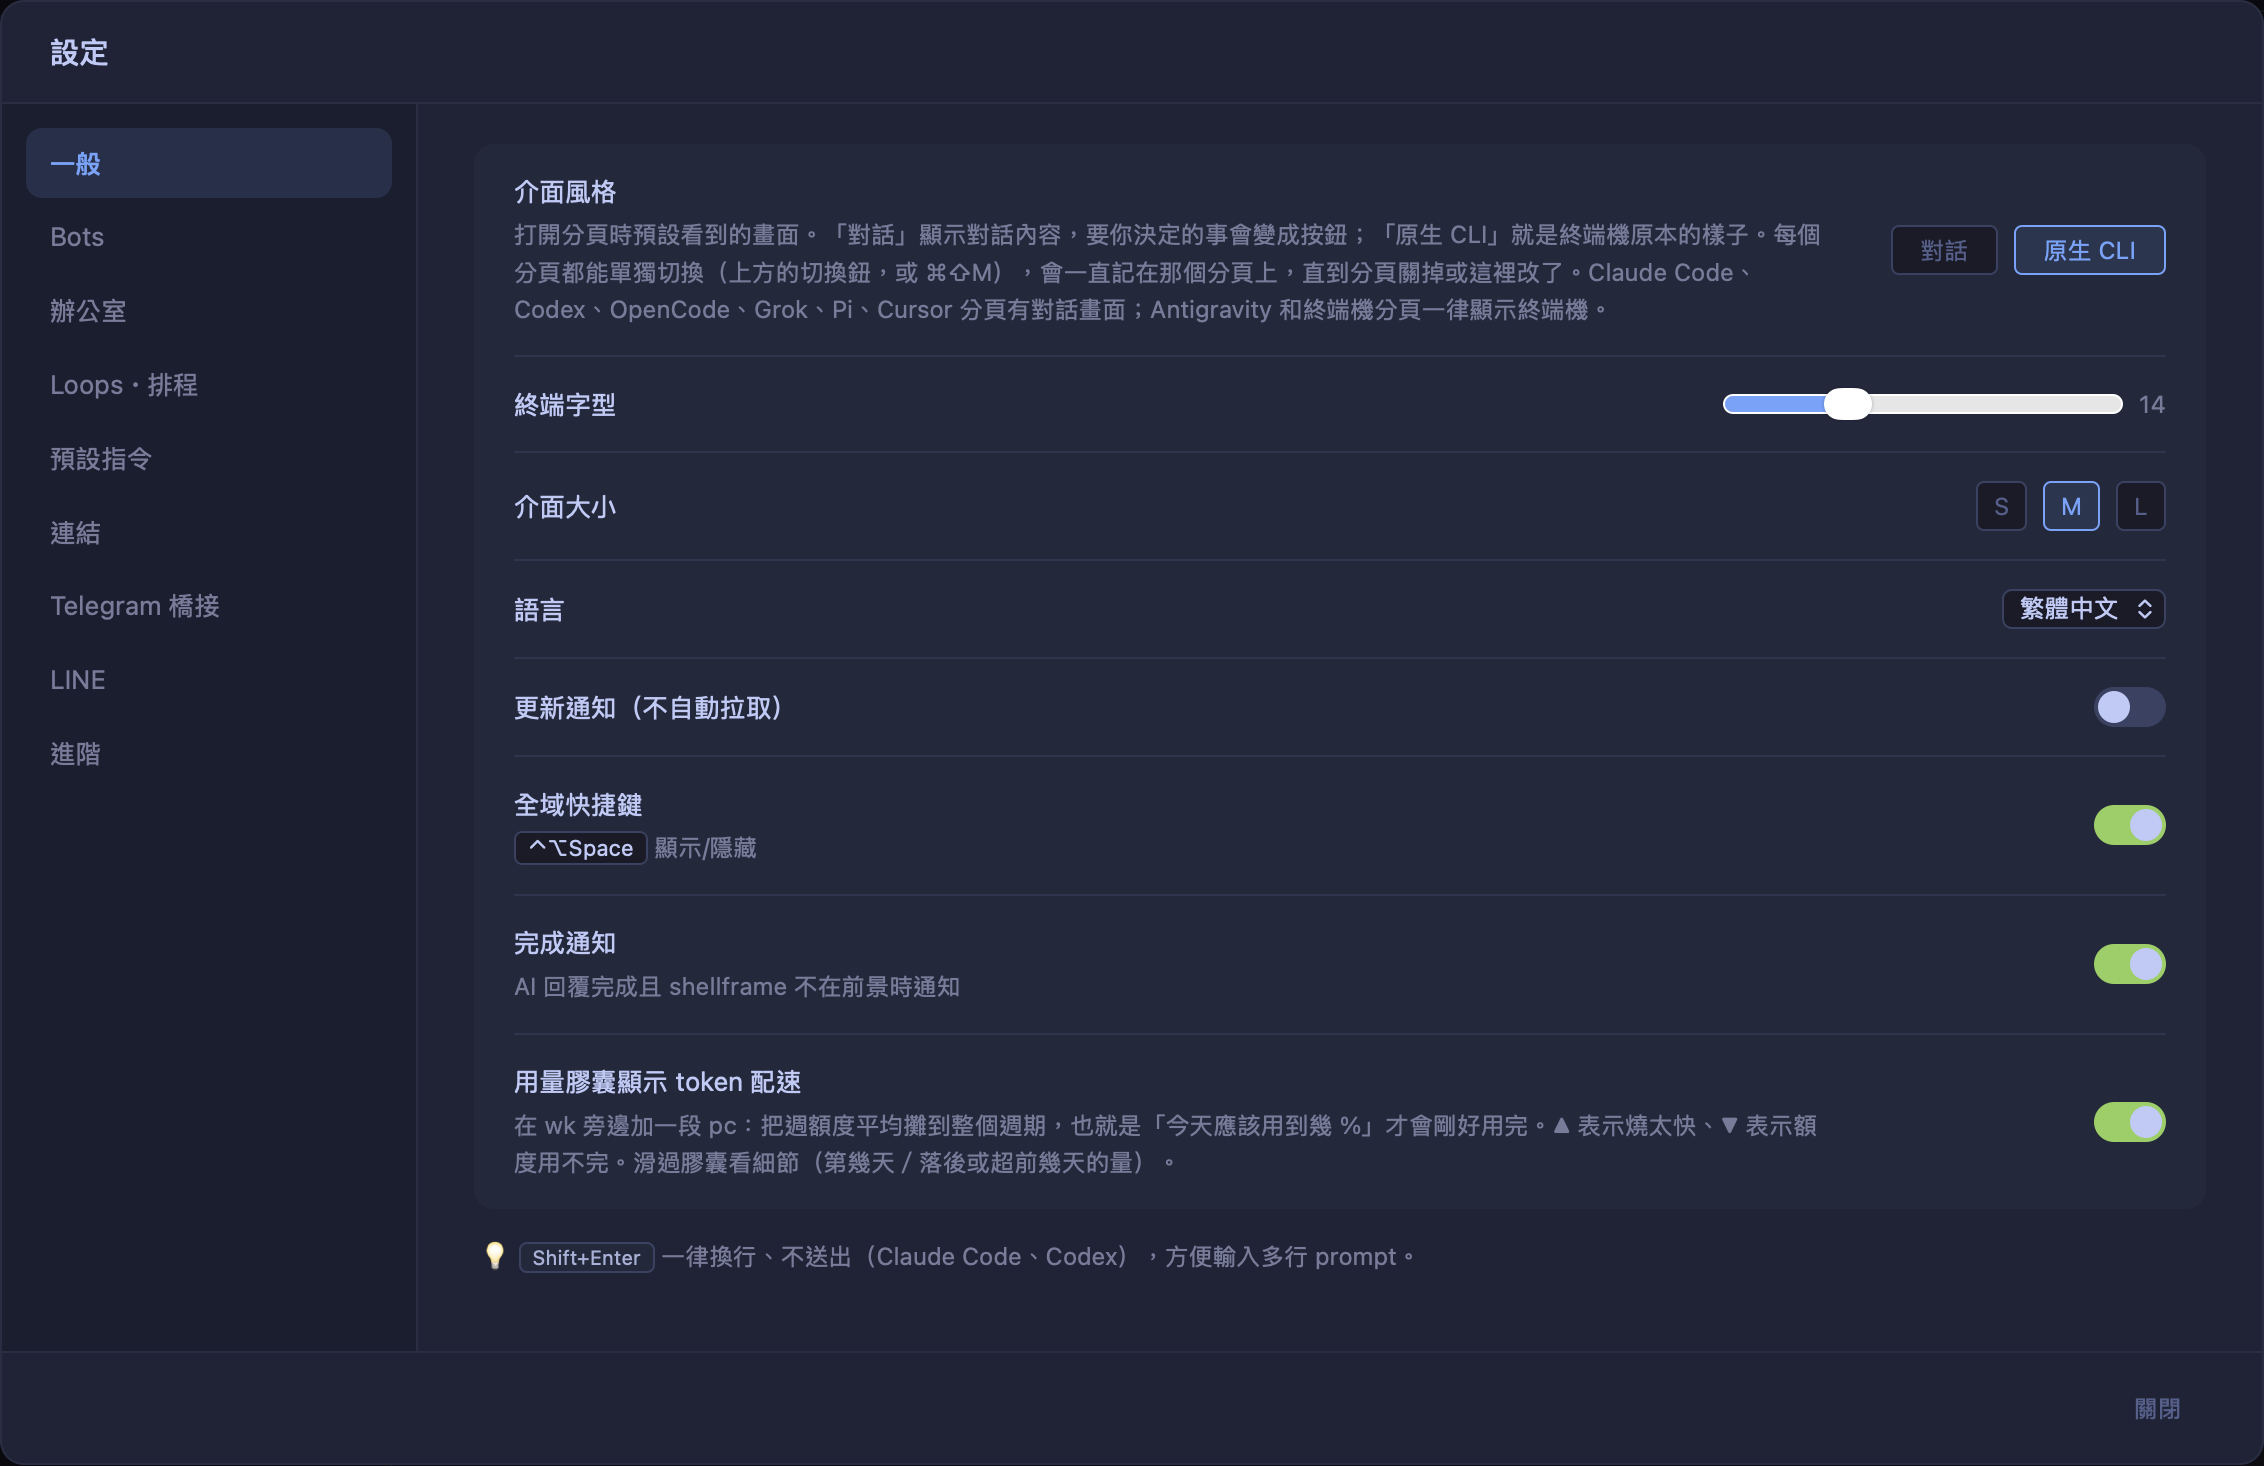 設定
一般
Bots
辦公室
Loops・排程
預設指令
連結
Telegram 橋接
LINE
進階
介面風格
打開分頁時預設看到的畫面。「對話」顯示對話內容，要你決定的事會變成按鈕；「原生 CLI」就是終端機原本的樣子。每個
分頁都能單獨切換（上方的切換鈕，或 ⌘⇧M），會一直記在那個分頁上，直到分頁關掉或這裡改了。Claude Code、
Codex、OpenCode、Grok、Pi、Cursor 分頁有對話畫面；Antigravity 和終端機分頁一律顯示終端機。
對話 原生 CLI
終端字型 14
介面大小 S M L
語言 繁體中文
更新通知（不自動拉取）
全域快捷鍵
^⌥Space 顯示/隱藏
完成通知
AI 回覆完成且 shellframe 不在前景時通知
用量膠囊顯示 token 配速
在 wk 旁邊加一段 pc：把週額度平均攤到整個週期，也就是「今天應該用到幾 %」才會剛好用完。▲ 表示燒太快、▼ 表示額
度用不完。滑過膠囊看細節（第幾天 / 落後或超前幾天的量）。
💡 Shift+Enter 一律換行、不送出（Claude Code、Codex），方便輸入多行 prompt。
關閉